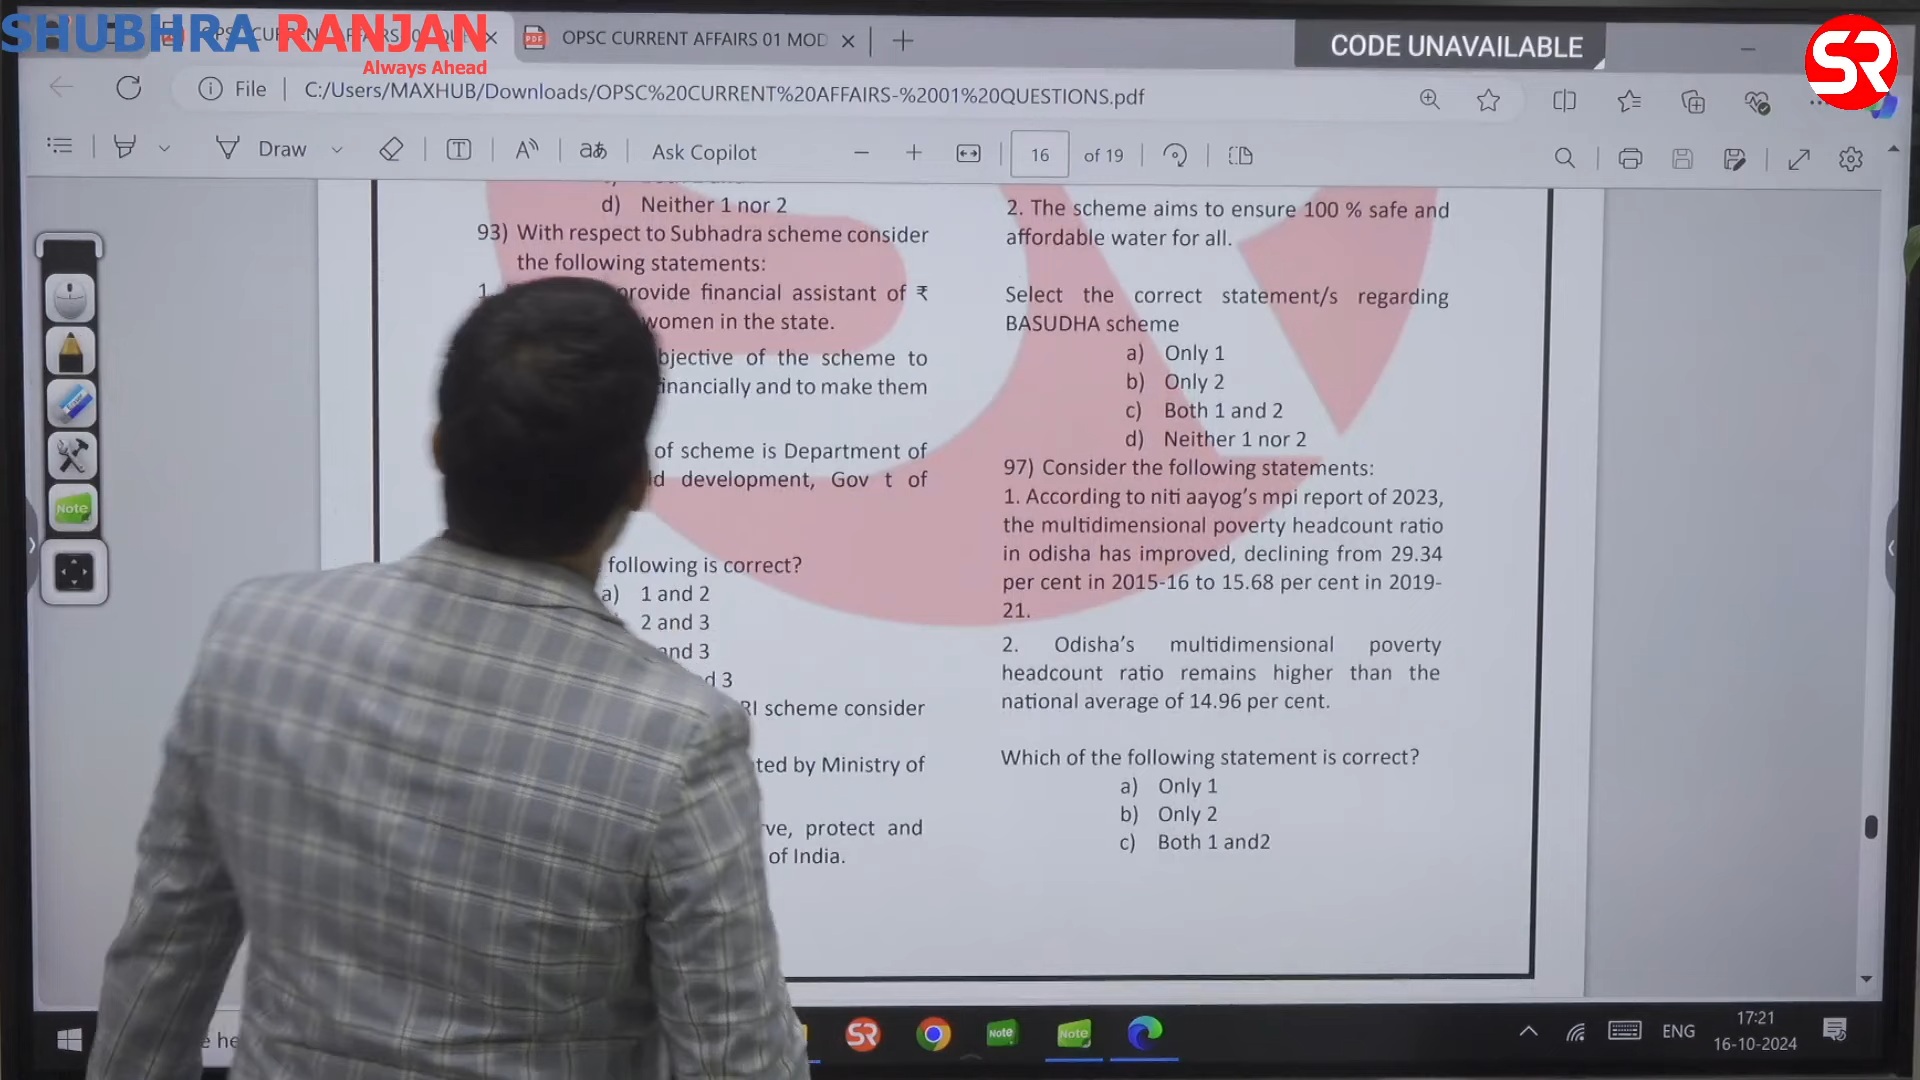 SHUBHRA RANJAN
Always Ahead
OPSC CURRENT AFFAIRS 01 MOD
CODE UNAVAILABLE
SR
File
C:/Users/MAXHUB/Downloads/OPSC%20CURRENT%20AFFAIRS-%2001%20QUESTIONS.pdf
Draw
Ask Copilot
16
of 19
d) Neither 1 nor 2
93) With respect to Subhadra scheme consider
the following statements:
1. provide financial assistant of ₹
women in the state.
bjective of the scheme to
financially and to make them
of scheme is Department of
d development, Gov t of
following is correct?
a) 1 and 2
2 and 3
and 3
d 3
RI scheme consider
ted by Ministry of
rve, protect and
of India.
2. The scheme aims to ensure 100 % safe and
affordable water for all.
Select the correct statement/s regarding
BASUDHA scheme
a) Only 1
b) Only 2
c) Both 1 and 2
d) Neither 1 nor 2
97) Consider the following statements:
1. According to niti aayog's mpi report of 2023,
the multidimensional poverty headcount ratio
in odisha has improved, declining from 29.34
per cent in 2015-16 to 15.68 per cent in 2019-
21.
2. Odisha's multidimensional poverty
headcount ratio remains higher than the
national average of 14.96 per cent.
Which of the following statement is correct?
a) Only 1
b) Only 2
c) Both 1 and2
Note
SR
Note
Note
ENG
17:21
16-10-2024